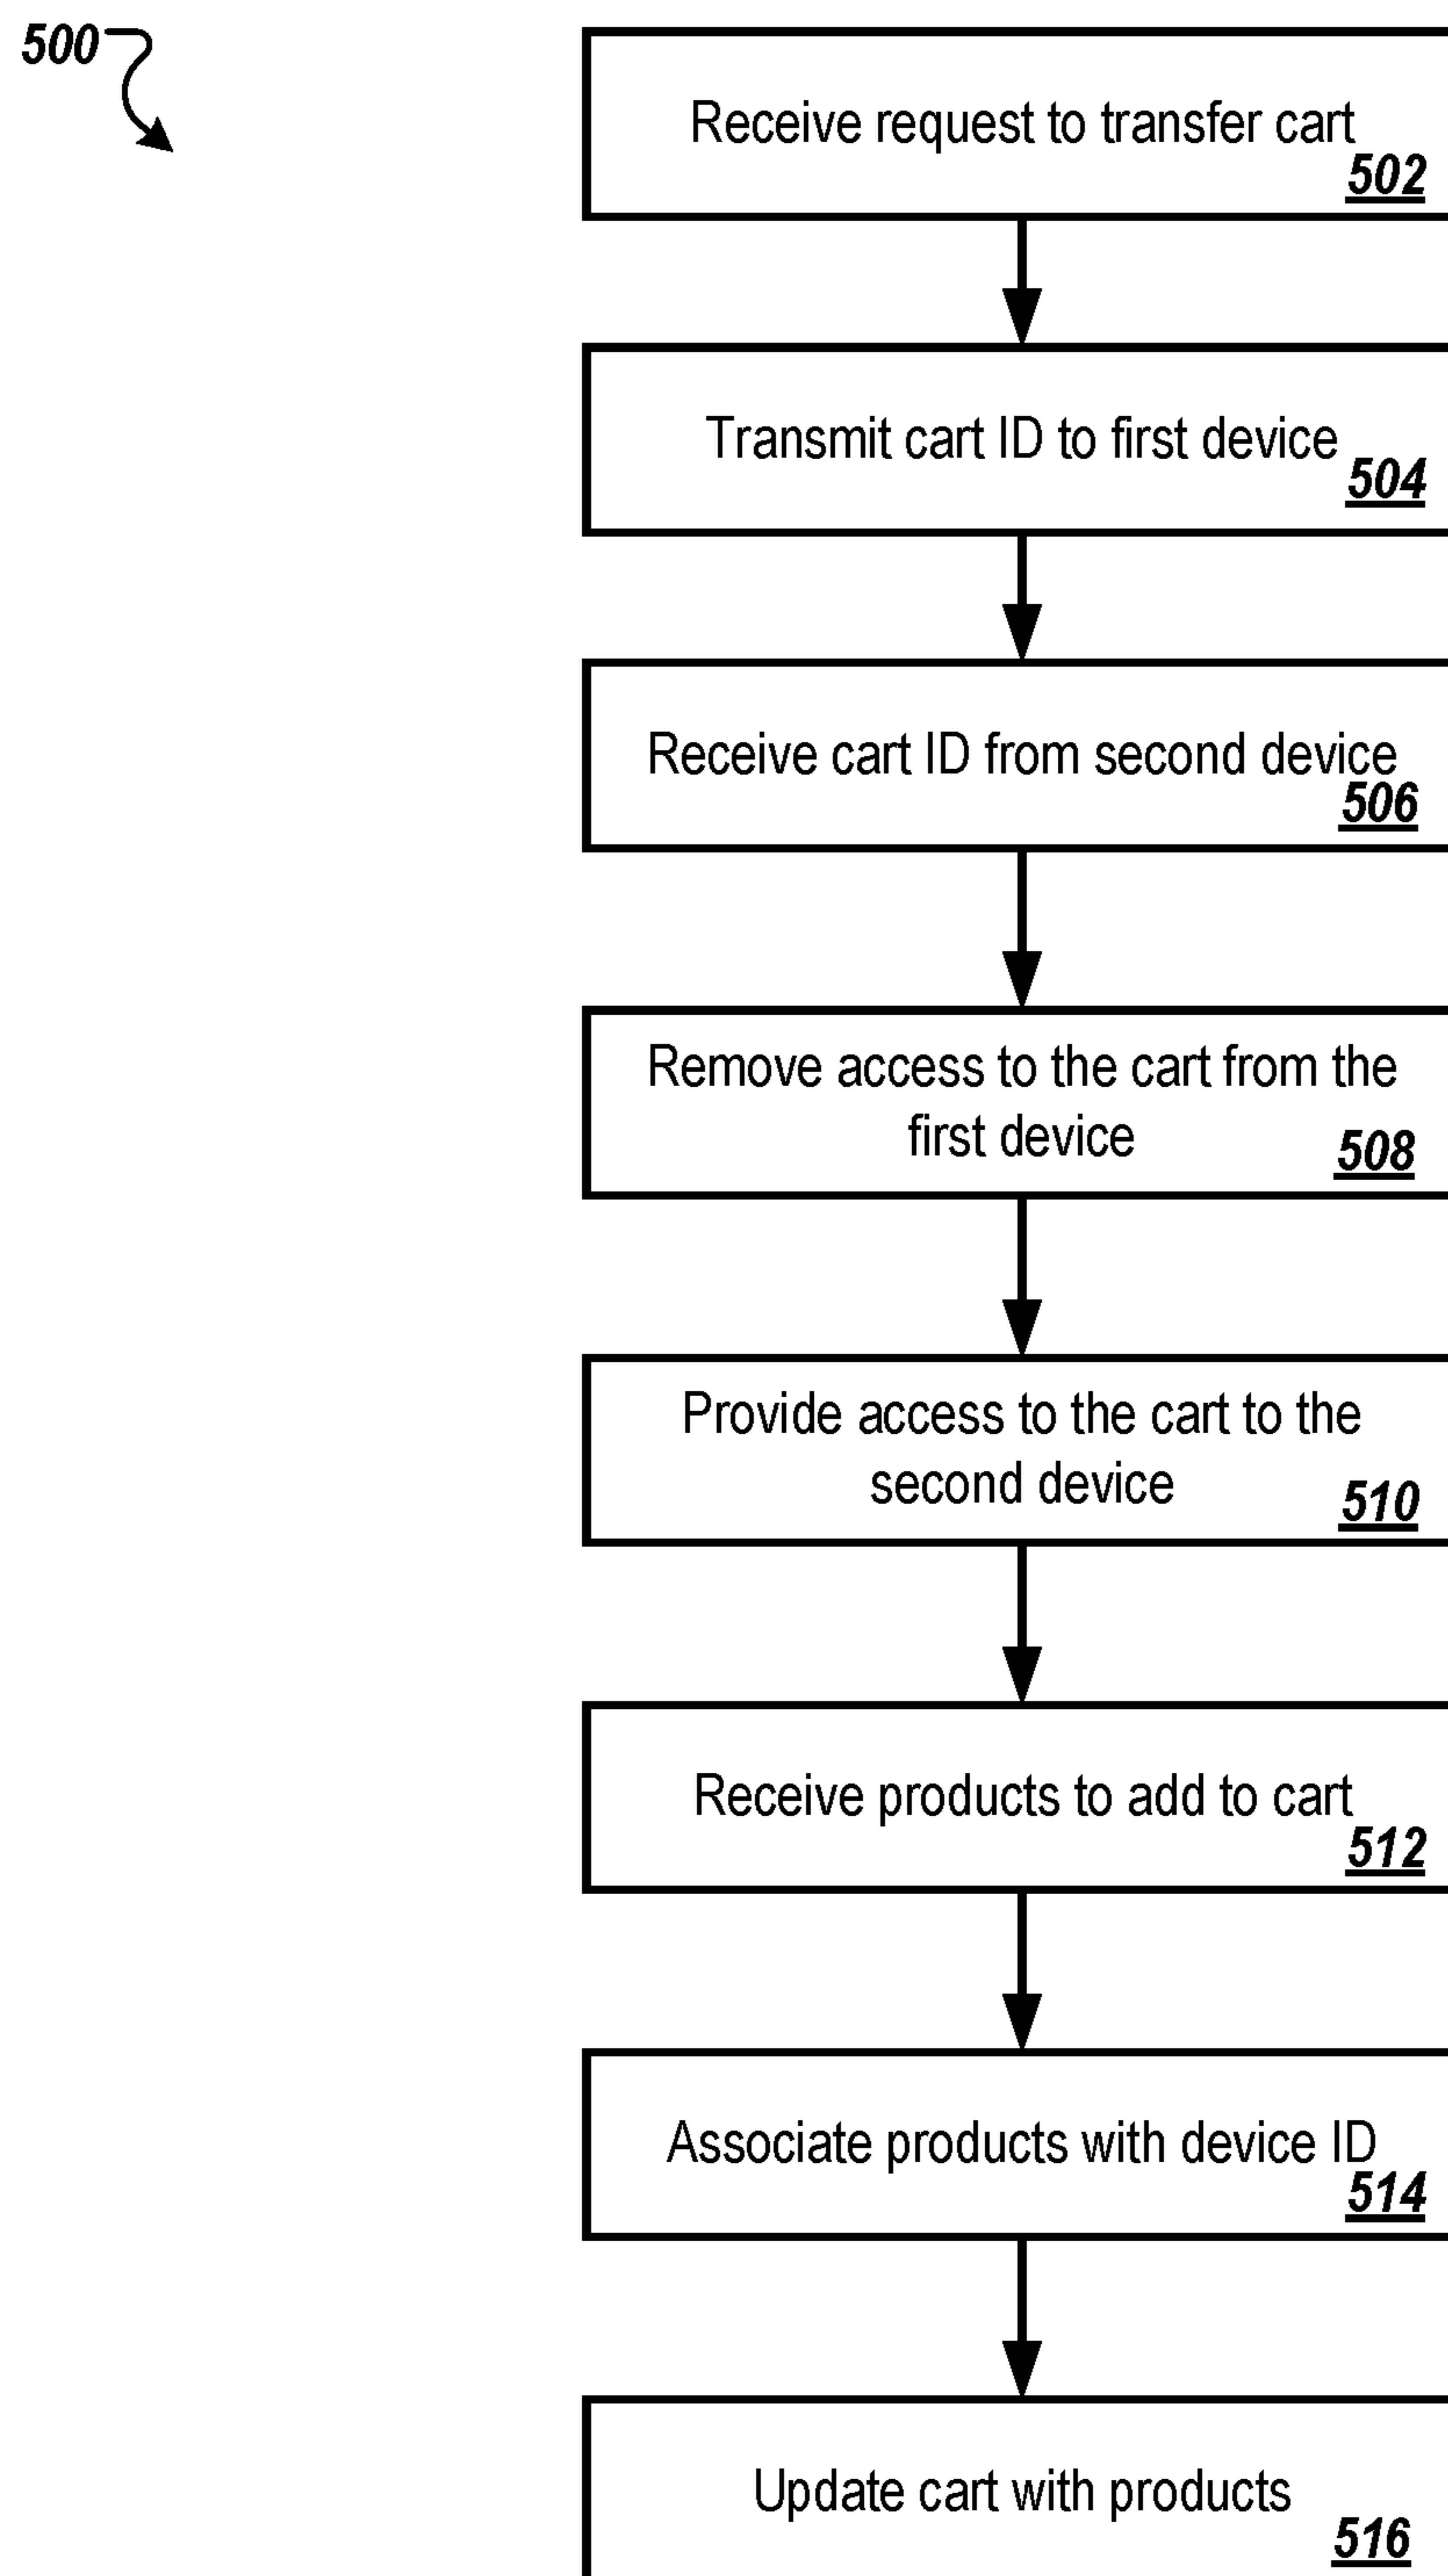 500
Receive request to transfer cart
502
Transmit cart ID to first device
504
Receive cart ID from second device
506
Remove access to the cart from the
first device
508
Provide access to the cart to the
second device
510
Receive products to add to cart
512
Associate products with device ID
514
Update cart with products
516